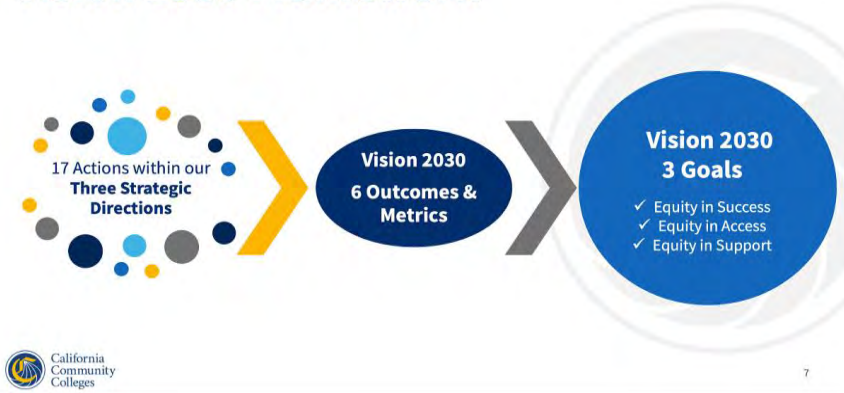 17 Actions within our
Three Strategic
Directions
Vision 2030
6 Outcomes &
Metrics
Vision 2030
3 Goals
✓ Equity in Success
✓ Equity in Access
✓ Equity in Support
California
Community
Colleges
7